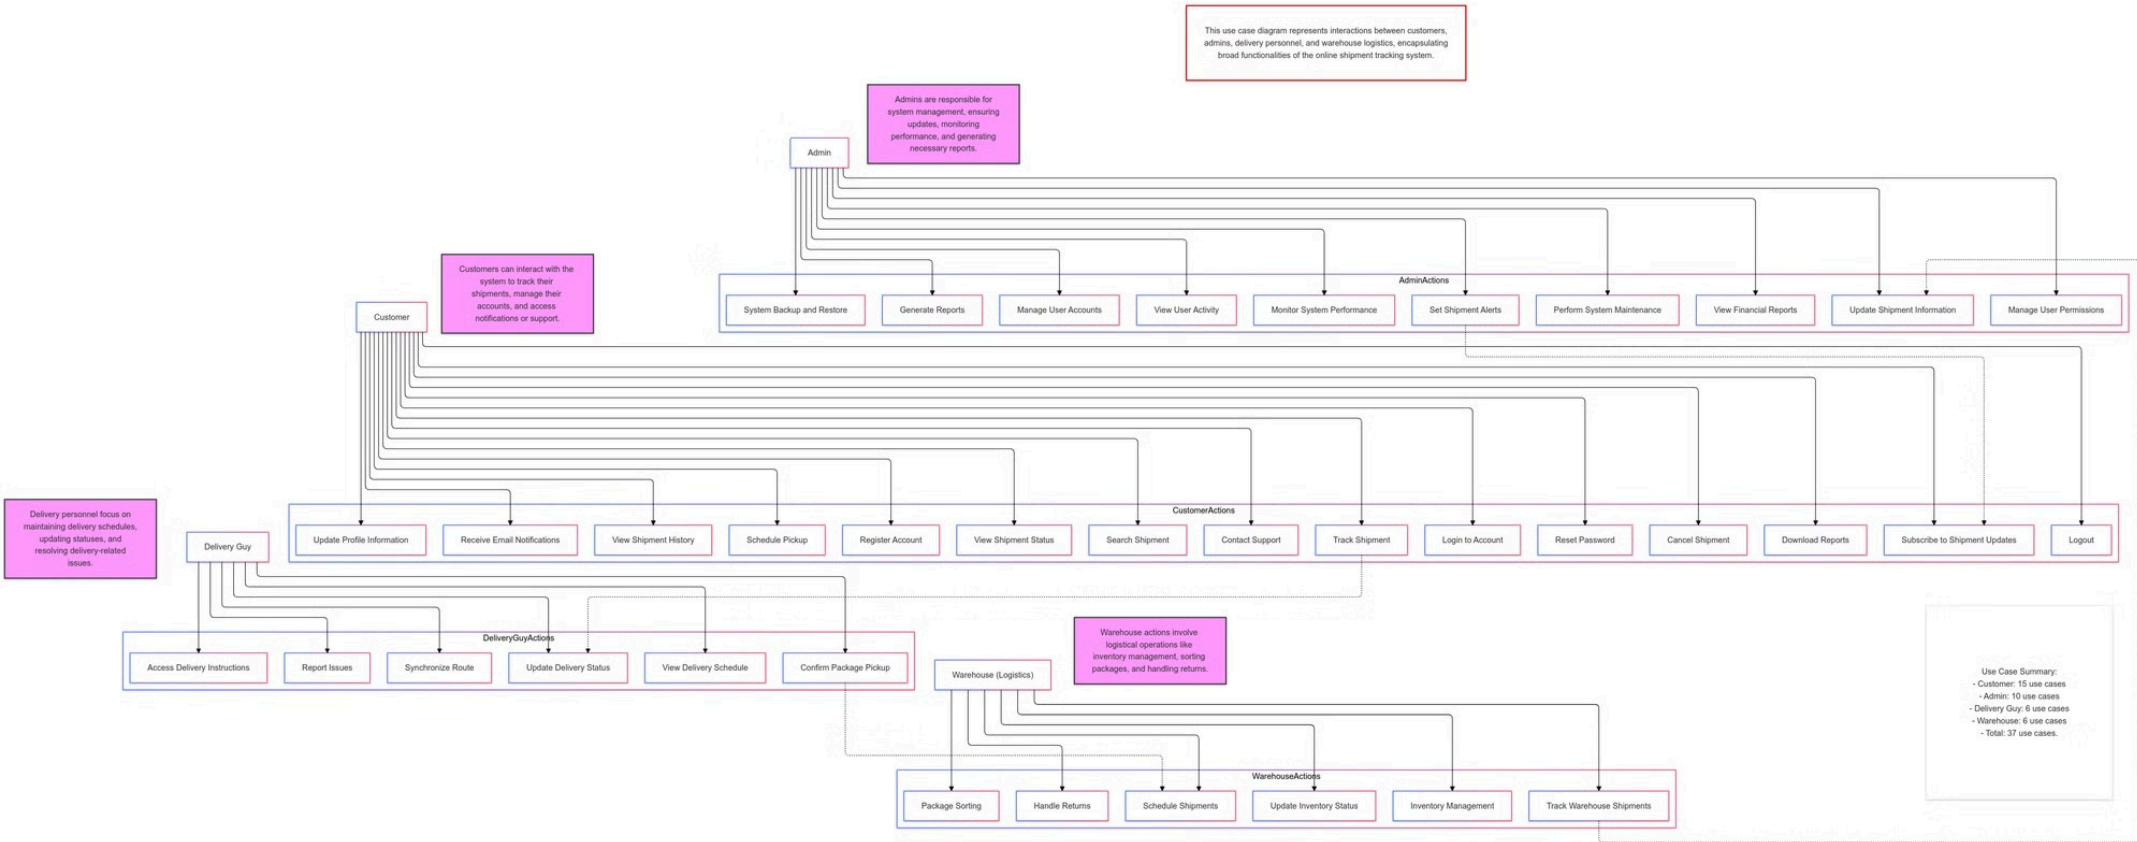 This use case diagram represents interactions between customers,
admins, delivery personnel, and warehouse logistics, encapsulating
broad functionalities of the online shipment tracking system.
Admins are responsible for
system management, ensuring
updates, monitoring
performance, and generating
necessary reports.
Admin
AdminActions
System Backup and Restore
Generate Reports
Manage User Accounts
View User Activity
Monitor System Performance
Set Shipment Alerts
Perform System Maintenance
View Financial Reports
Update Shipment Information
Manage User Permissions
Customers can interact with the
system to track their
shipments, manage their
accounts, and access
notifications or support.
Customer
CustomerActions
Update Profile Information
Receive Email Notifications
View Shipment History
Schedule Pickup
Register Account
View Shipment Status
Search Shipment
Contact Support
Track Shipment
Login to Account
Reset Password
Cancel Shipment
Download Reports
Subscribe to Shipment Updates
Logout
Delivery personnel focus on
maintaining delivery schedules,
updating statuses, and
resolving delivery-related
issues.
Delivery Guy
DeliveryGuyActions
Access Delivery Instructions
Report Issues
Synchronize Route
Update Delivery Status
View Delivery Schedule
Confirm Package Pickup
Warehouse actions involve
logistical operations like
inventory management, sorting
packages, and handling returns.
Warehouse (Logistics)
WarehouseActions
Package Sorting
Handle Returns
Schedule Shipments
Update Inventory Status
Inventory Management
Track Warehouse Shipments
Use Case Summary:
- Customer: 15 use cases
- Admin: 10 use cases
- Delivery Guy: 6 use cases
- Warehouse: 6 use cases
- Total: 37 use cases.